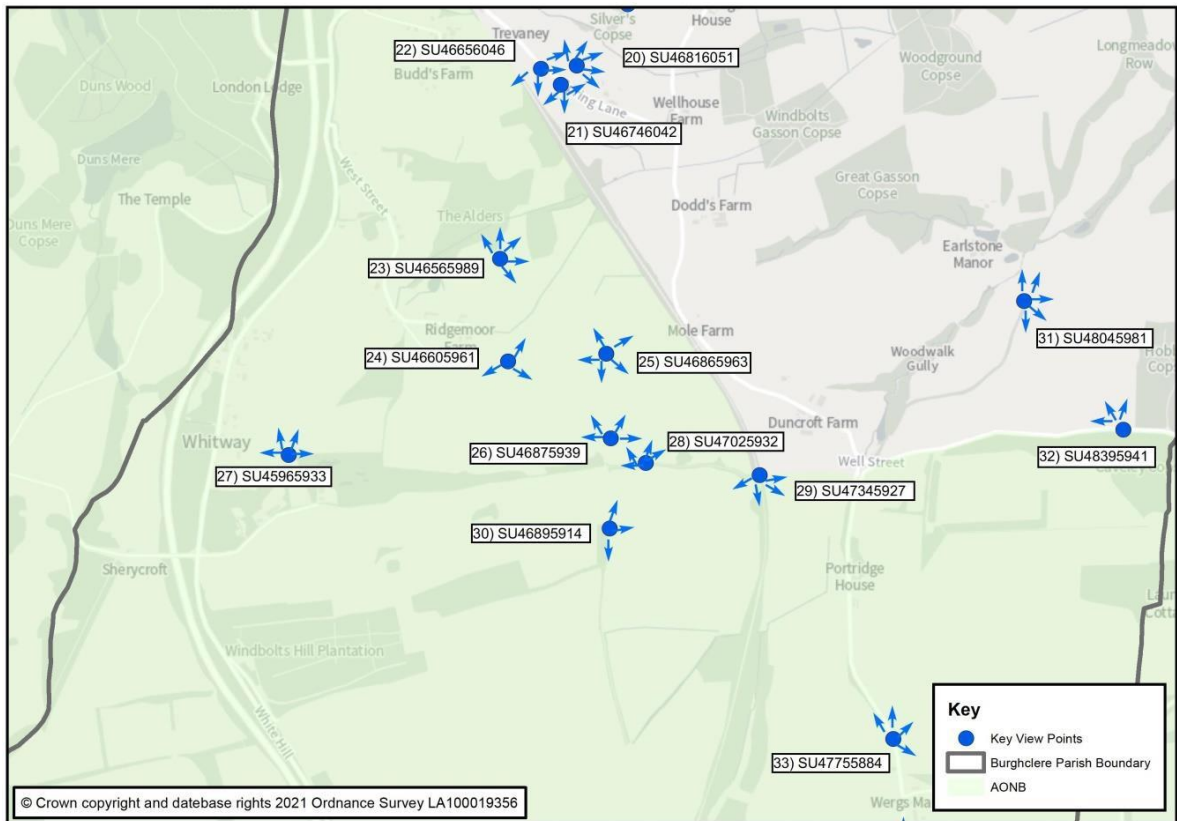 Silver's
Copse
House
Trevaney
22) SU46656046
20) SU46816051
Budd's Farm
Longmeadow
Row
Woodground
Copse
Duns Wood
London Lodge
Lane
Wellhouse
Farm
Windbolts
Gasson Copse
21) SU46746042
Duns Mere
West Street
Great Gasson
Copse
The Temple
Dodd's Farm
The Alders
Duns Mere
Copse
Earlstone
Manor
23) SU46565989
Ridgemoor
Farm
Mole Farm
31) SU48045981
24) SU46605961
25) SU46865963
Woodwalk
Gully
Duncroft Farm
Whitway
28) SU47025932
26) SU46875939
Well Street
32) SU48395941
27) SU45965933
29) SU47345927
30) SU46895914
Sherycroft
Portridge
House
Windbolts Hill Plantation
White Hill
33) SU47755884
Key
Key View Points
Burghclere Parish Boundary
AONB
© Crown copyright and datebase rights 2021 Ordnance Survey LA100019356